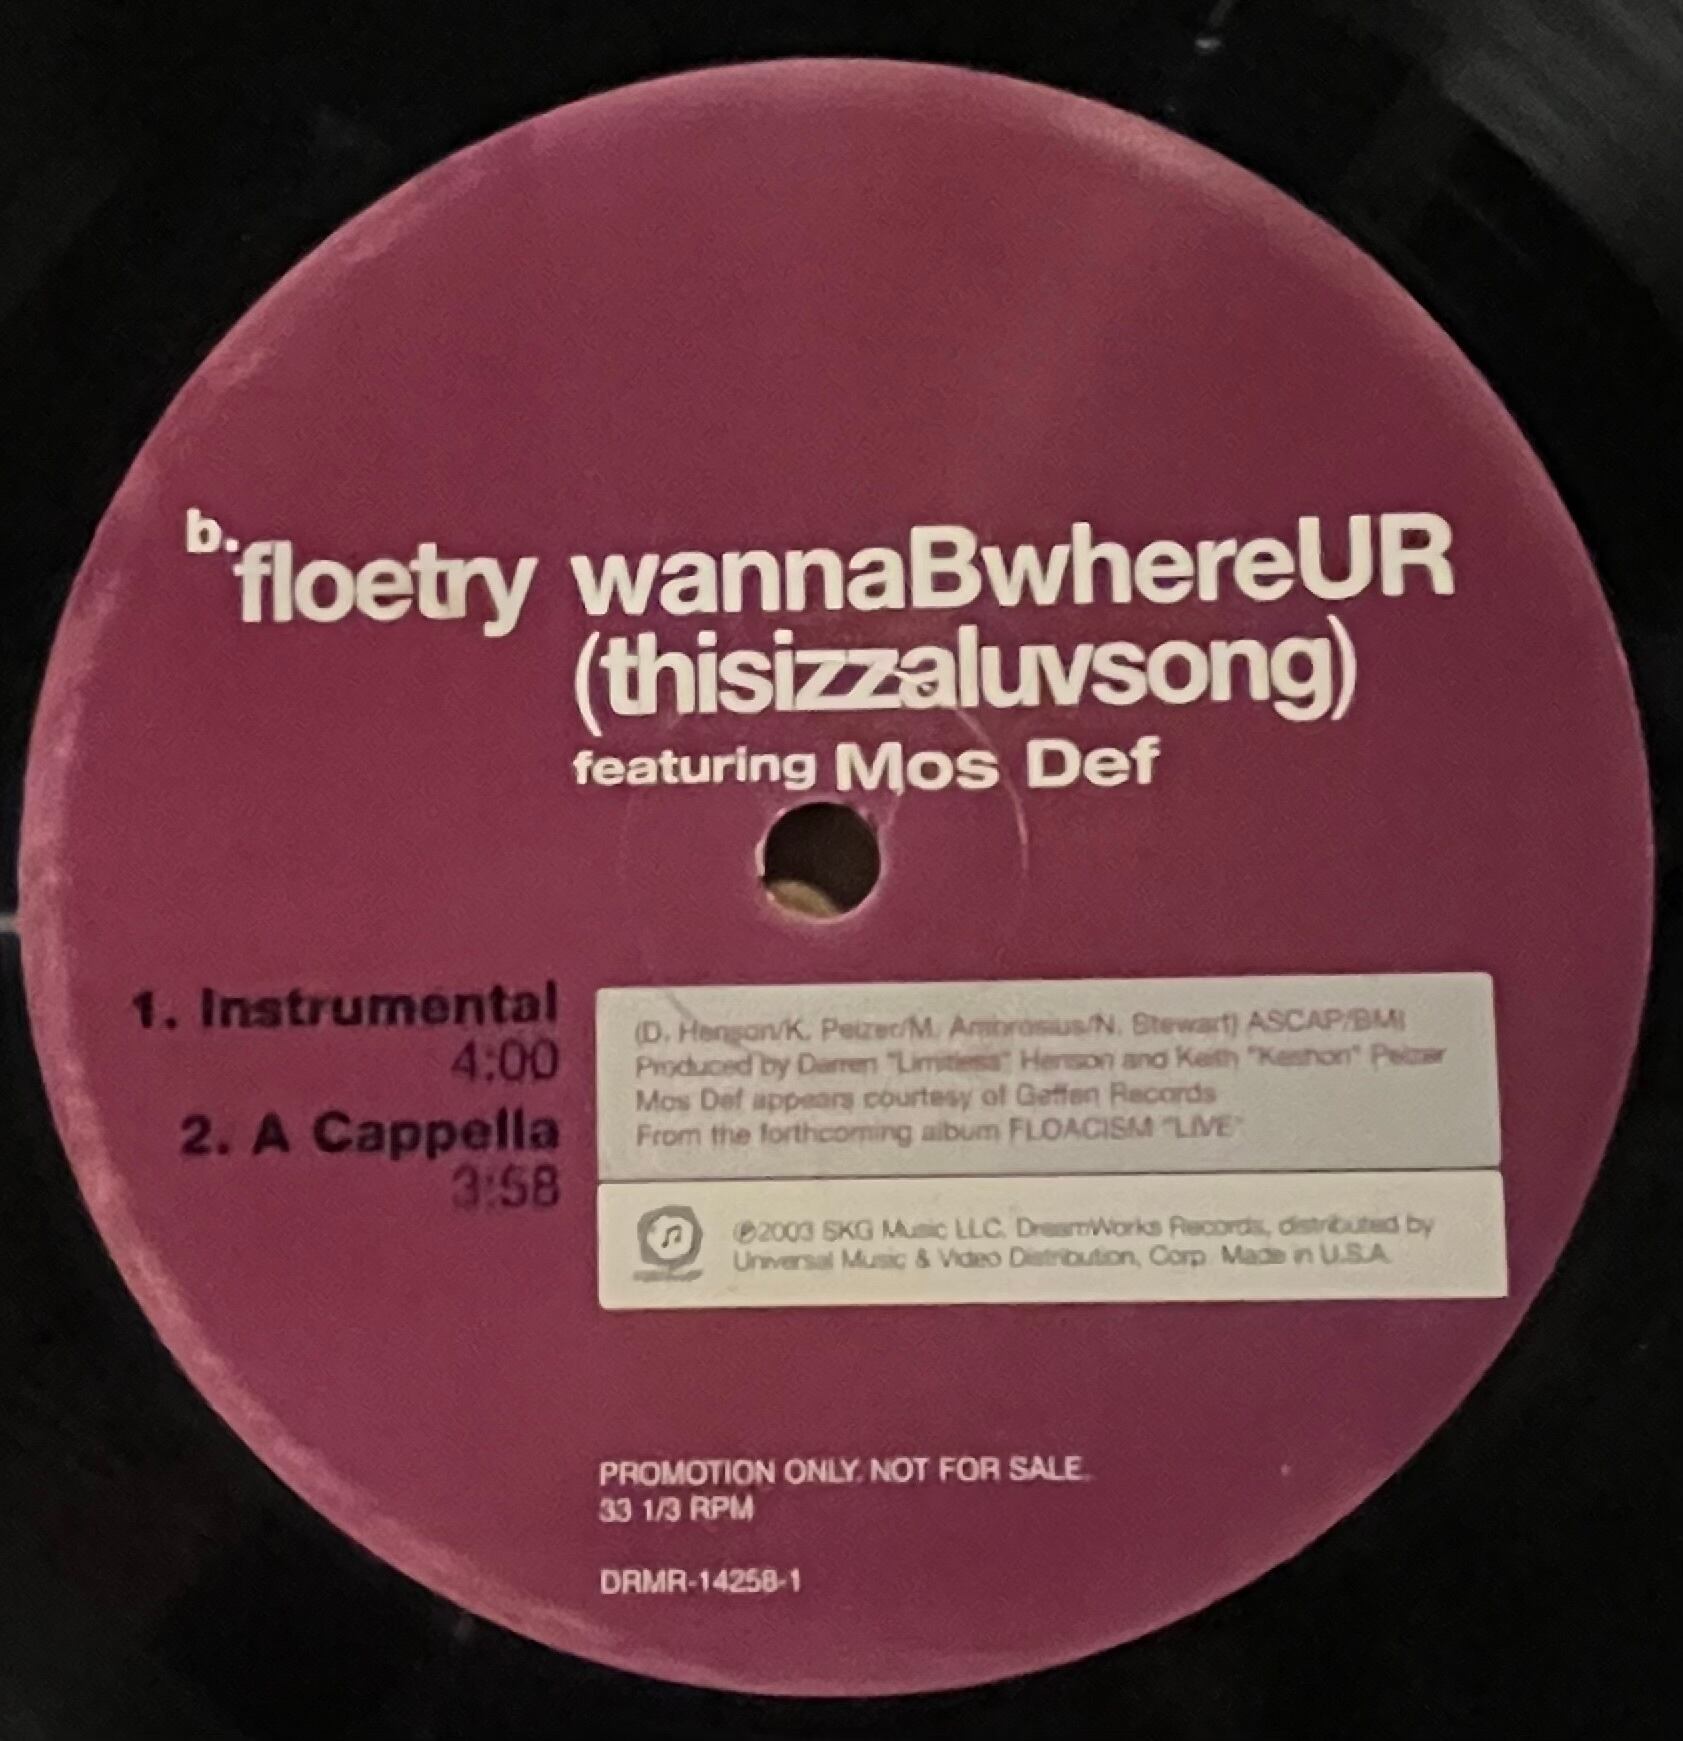 b. floetry wannaBwhereUR
(thisizzaluvsong)
featuring Mos Def
1. Instrumental
4:00
2. A Cappella
3:58
(D. Henson/K. Pelzer/M. Ambrosius/N. Stewart) ASCAP/BMI
Produced by Darren "Limitless" Henson and Keith "Keshon" Pelzer
Mos Def appears courtesy of Geffen Records
From the forthcoming album FLOACISM "LIVE"
℗2003 SKG Music LLC. DreamWorks Records, distributed by
Universal Music & Video Distribution, Corp. Made in U.S.A.
PROMOTION ONLY. NOT FOR SALE.
33 1/3 RPM
DRMR-14258-1